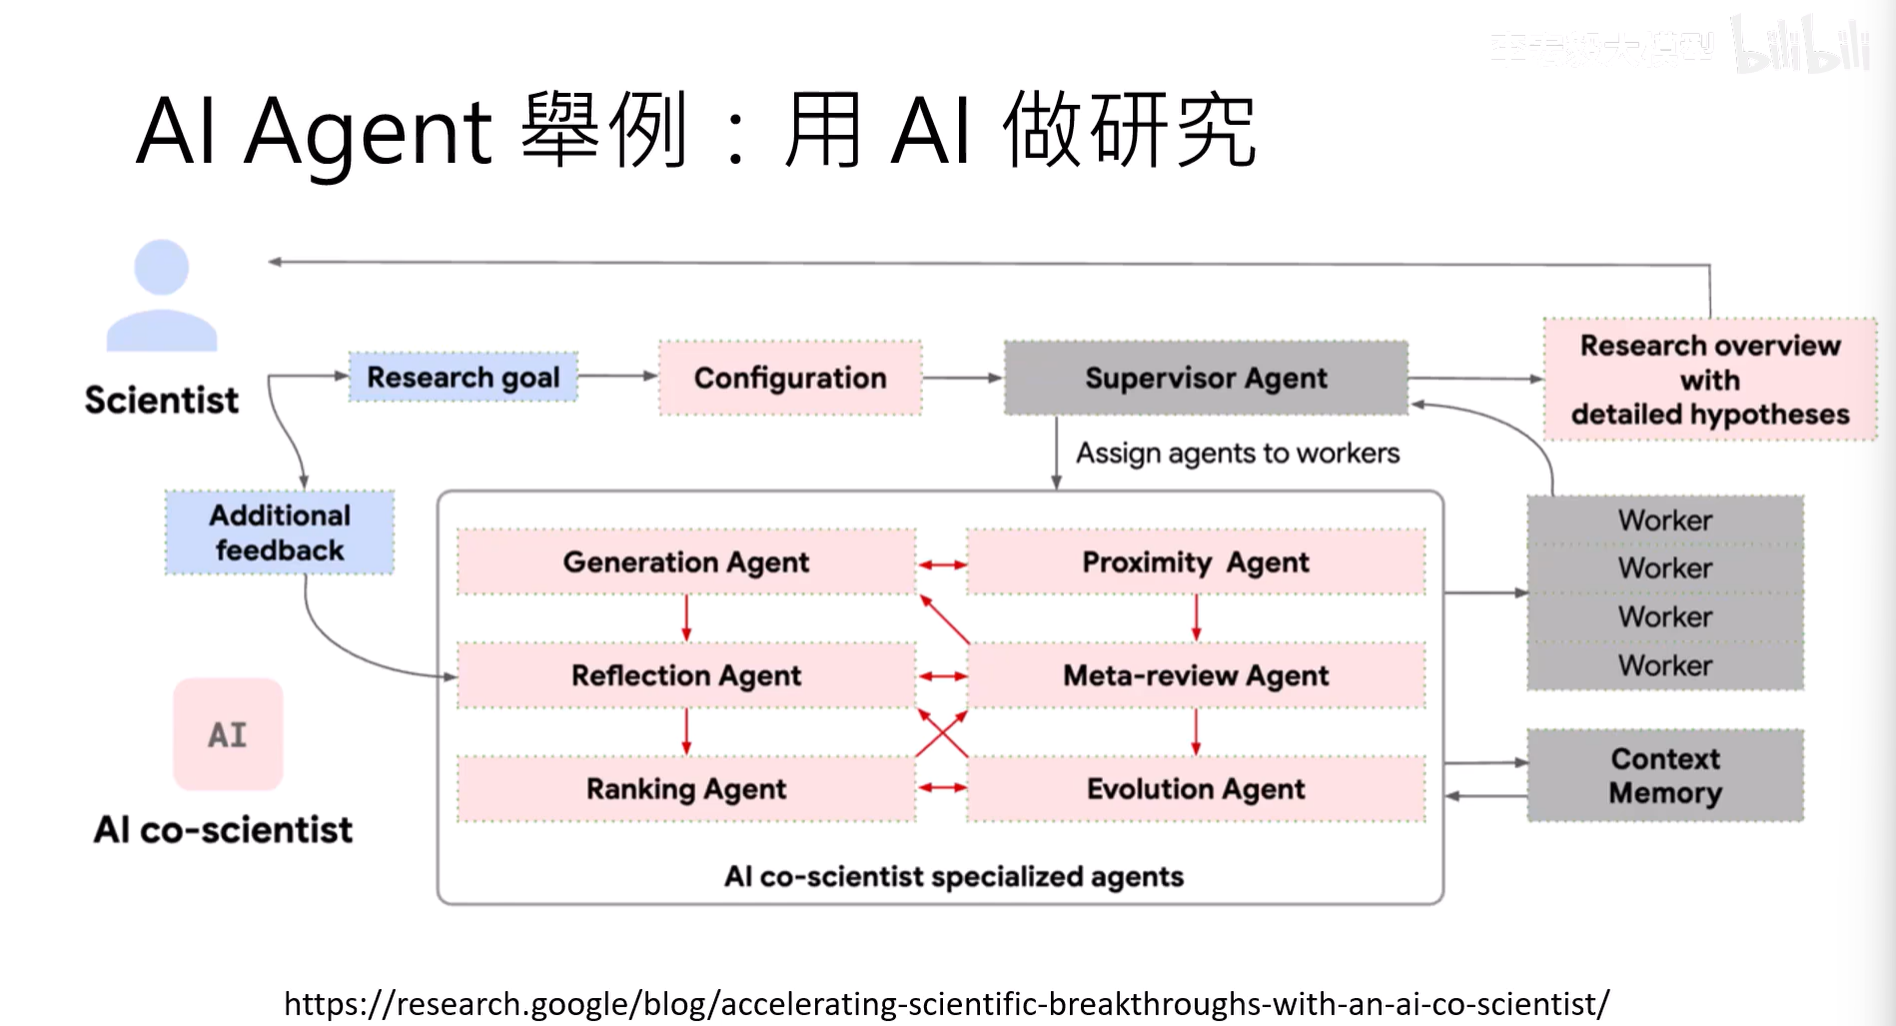 bilibili
AI Agent 舉例：用 AI 做研究
Scientist
Research goal
Configuration
Supervisor Agent
Research overview
with
detailed hypotheses
Assign agents to workers
Additional
feedback
Generation Agent
Proximity Agent
Reflection Agent
Meta-review Agent
Ranking Agent
Evolution Agent
AI co-scientist specialized agents
Worker
Worker
Worker
Worker
Context
Memory
AI
AI co-scientist
https://research.google/blog/accelerating-scientific-breakthroughs-with-an-ai-co-scientist/